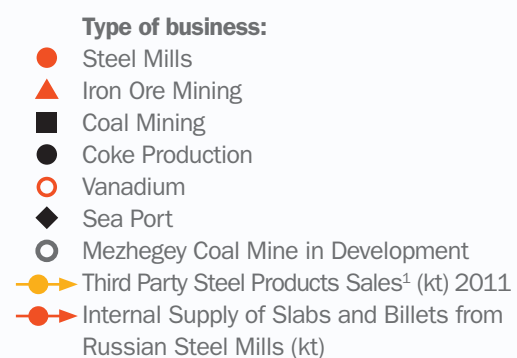 Type of business:
Steel Mills
Iron Ore Mining
Coal Mining
Coke Production
Vanadium
Sea Port
Mezhegey Coal Mine in Development
Third Party Steel Products Sales¹ (kt) 2011
Internal Supply of Slabs and Billets from
Russian Steel Mills (kt)